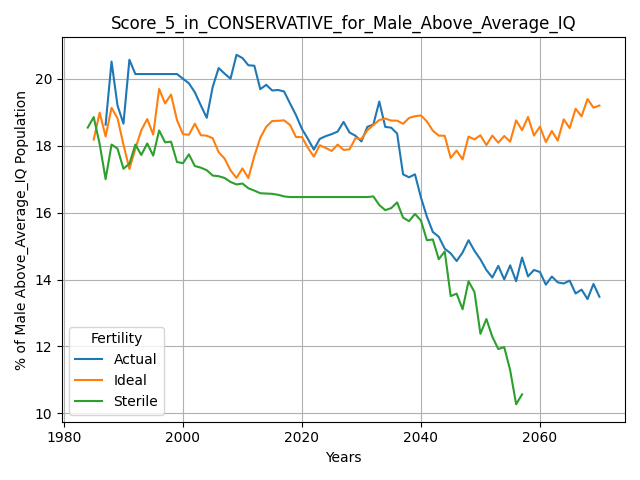 Score_5_in_CONSERVATIVE_for_Male_Above_Average_IQ
% of Male Above_Average_IQ Population
20
18
16
14
12
10
Fertility
Actual
Ideal
Sterile
1980 2000 2020 2040 2060
Years